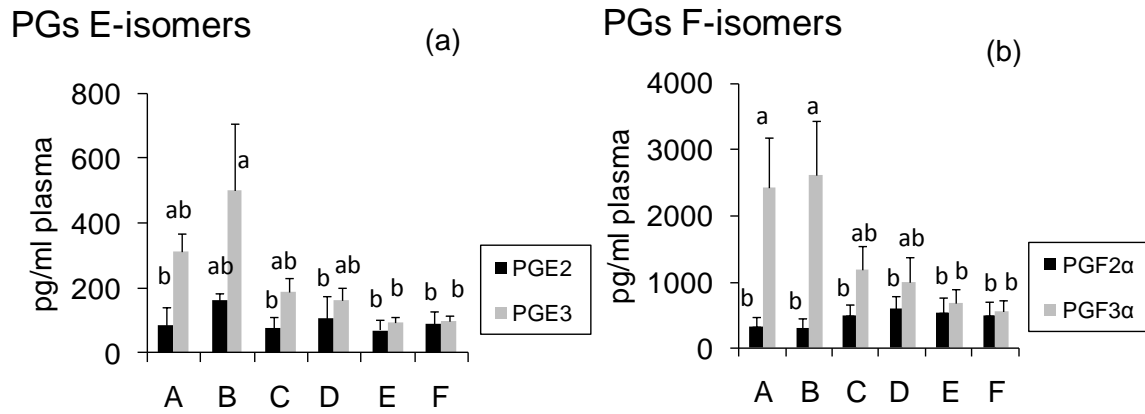 PGs E-isomers
(a)
800
600
400
200
0
pg/ml plasma
b ab
ab a
b ab
b ab
b b
b b
A B C D E F
PGE2
PGE3
PGs F-isomers
(b)
4000
3000
2000
1000
0
pg/ml plasma
b a
b a
b ab
b ab
b b
b b
A B C D E F
PGF2α
PGF3α